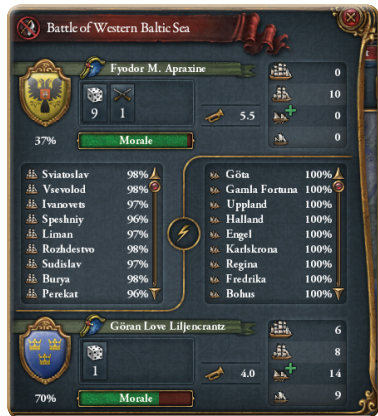 Battle of Western Baltic Sea
Fyodor M. Apraxine
0
10
9 1
5.5
0
37%
Morale
0
Sviatoslav 98% Göta 100%
Vsevolod 98% Gamla Fortuna 100%
Ivanovets 97% Uppland 100%
Speshniy 96% Halland 100%
Liman 97% Engel 100%
Rozhdestvo 98% Karlskrona 100%
Sudislav 97% Regina 100%
Burya 98% Fredrika 100%
Perekat 96% Bohus 100%
Göran Love Liljencrantz
6
8
1
4.0
14
70%
Morale
9